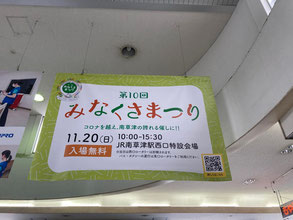 第10回
みなくさまつり
コロナを越え、南草津の誇れる催しに!!
11.20(日)
10:00-15:30
入場無料
JR南草津駅西口特設会場
PRO